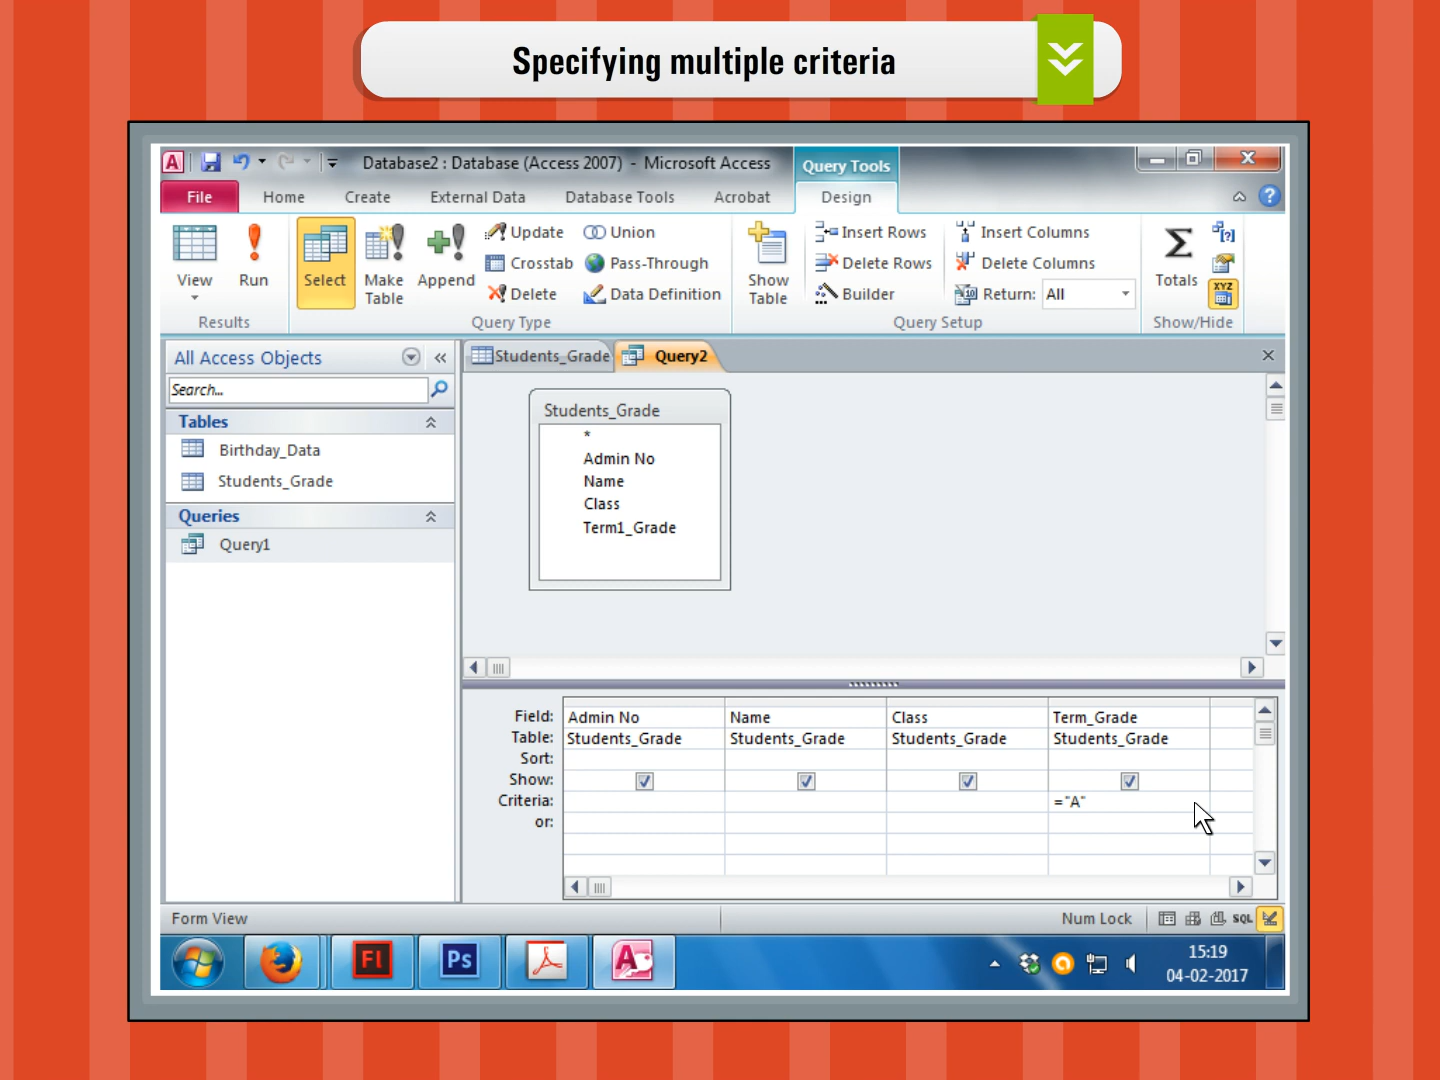 Specifying multiple criteria
Database2 : Database (Access 2007) - Microsoft Access
Query Tools
File Home Create External Data Database Tools Acrobat Design
View
Run
Results
Select
Make Table
Append
Update
Crosstab
Delete
Union
Pass-Through
Data Definition
Query Type
Show Table
Insert Rows
Delete Rows
Builder
Insert Columns
Delete Columns
Return: All
Query Setup
Σ
Totals
[?]
XYZ
Show/Hide
All Access Objects
Search...
Tables
Birthday_Data
Students_Grade
Queries
Query1
Students_Grade
Query2
Students_Grade
*
Admin No
Name
Class
Term1_Grade
Field: Admin No Name Class Term_Grade
Table: Students_Grade Students_Grade Students_Grade Students_Grade
Sort:
Show:
Criteria: ="A"
or:
Form View
Num Lock
SQL
Fl
Ps
15:19
04-02-2017